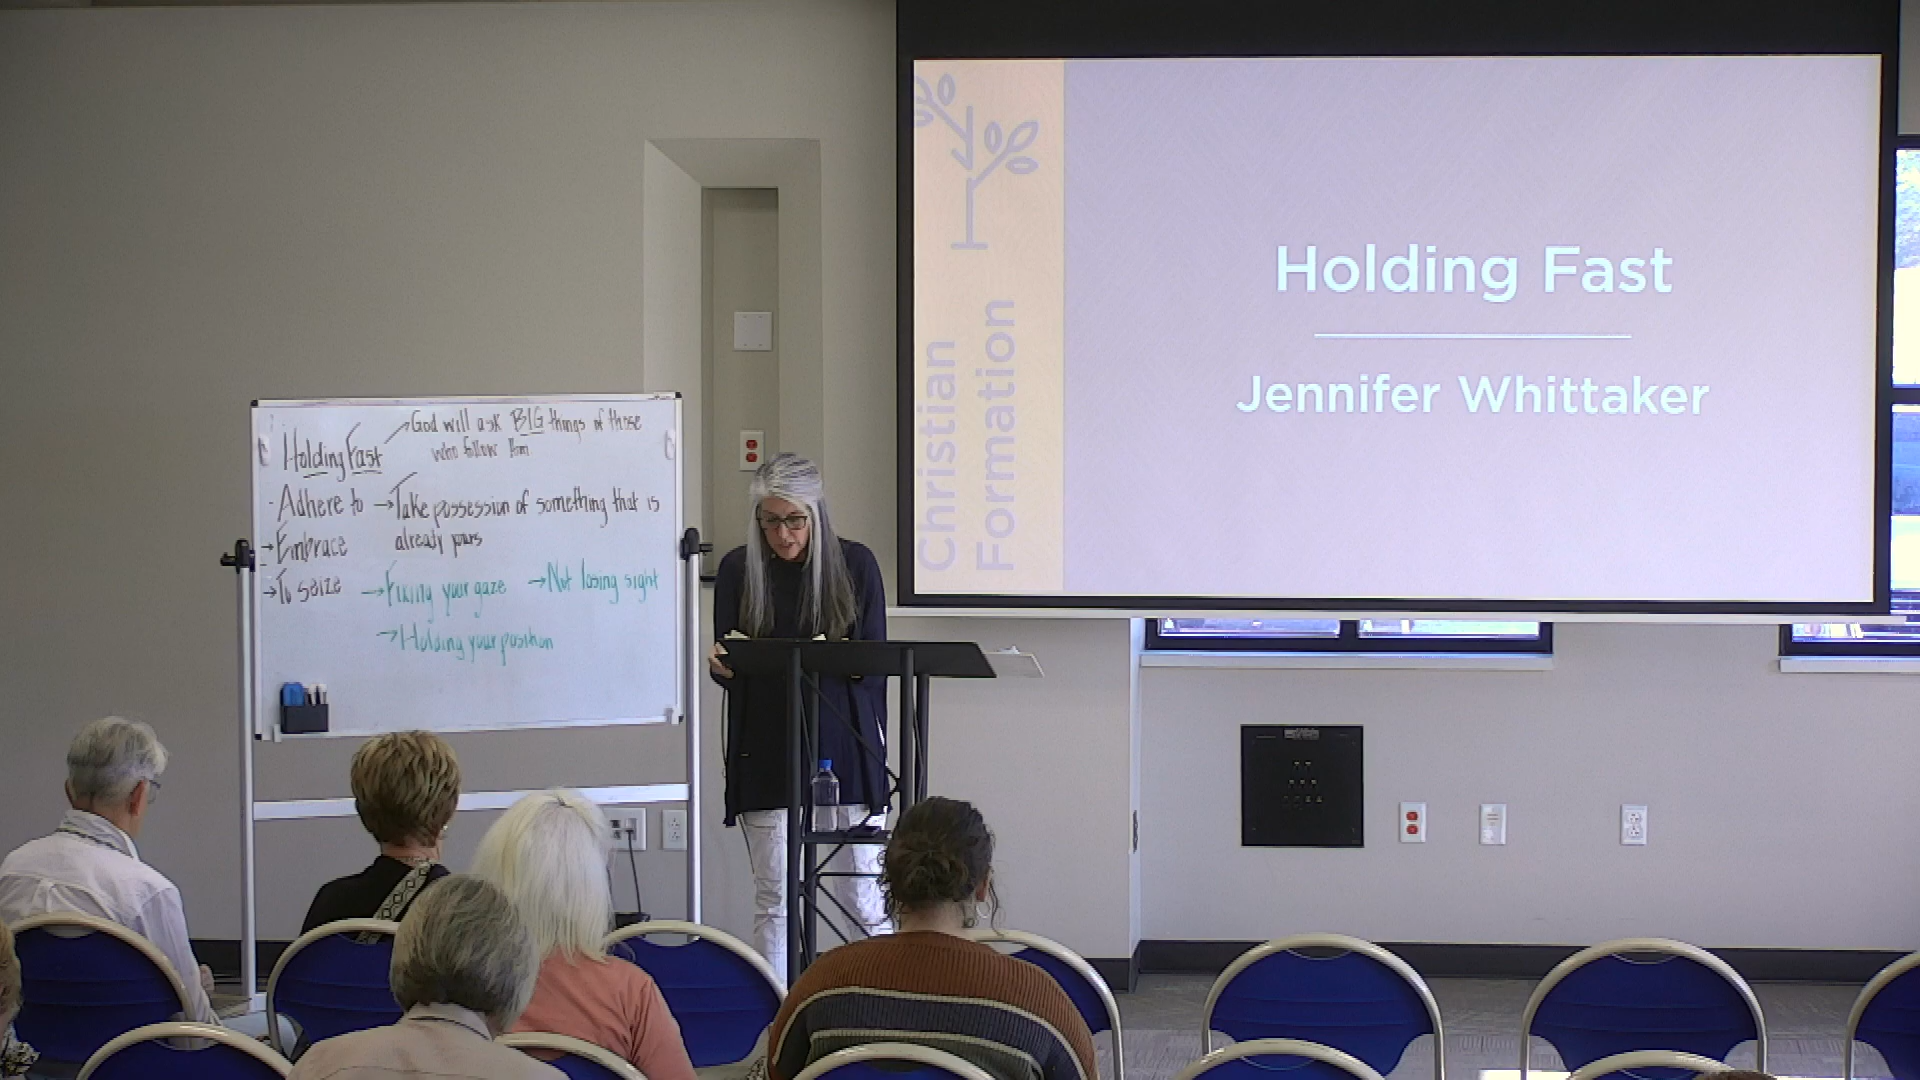 Holding Fast
→God will ask BIG things of those
who follow Him
- Adhere to →Take possession of something that is
already yours
→Embrace
→To seize →Fixing your gaze →Not losing sight
→Holding your position
Christian
Formation
Holding Fast
Jennifer Whittaker